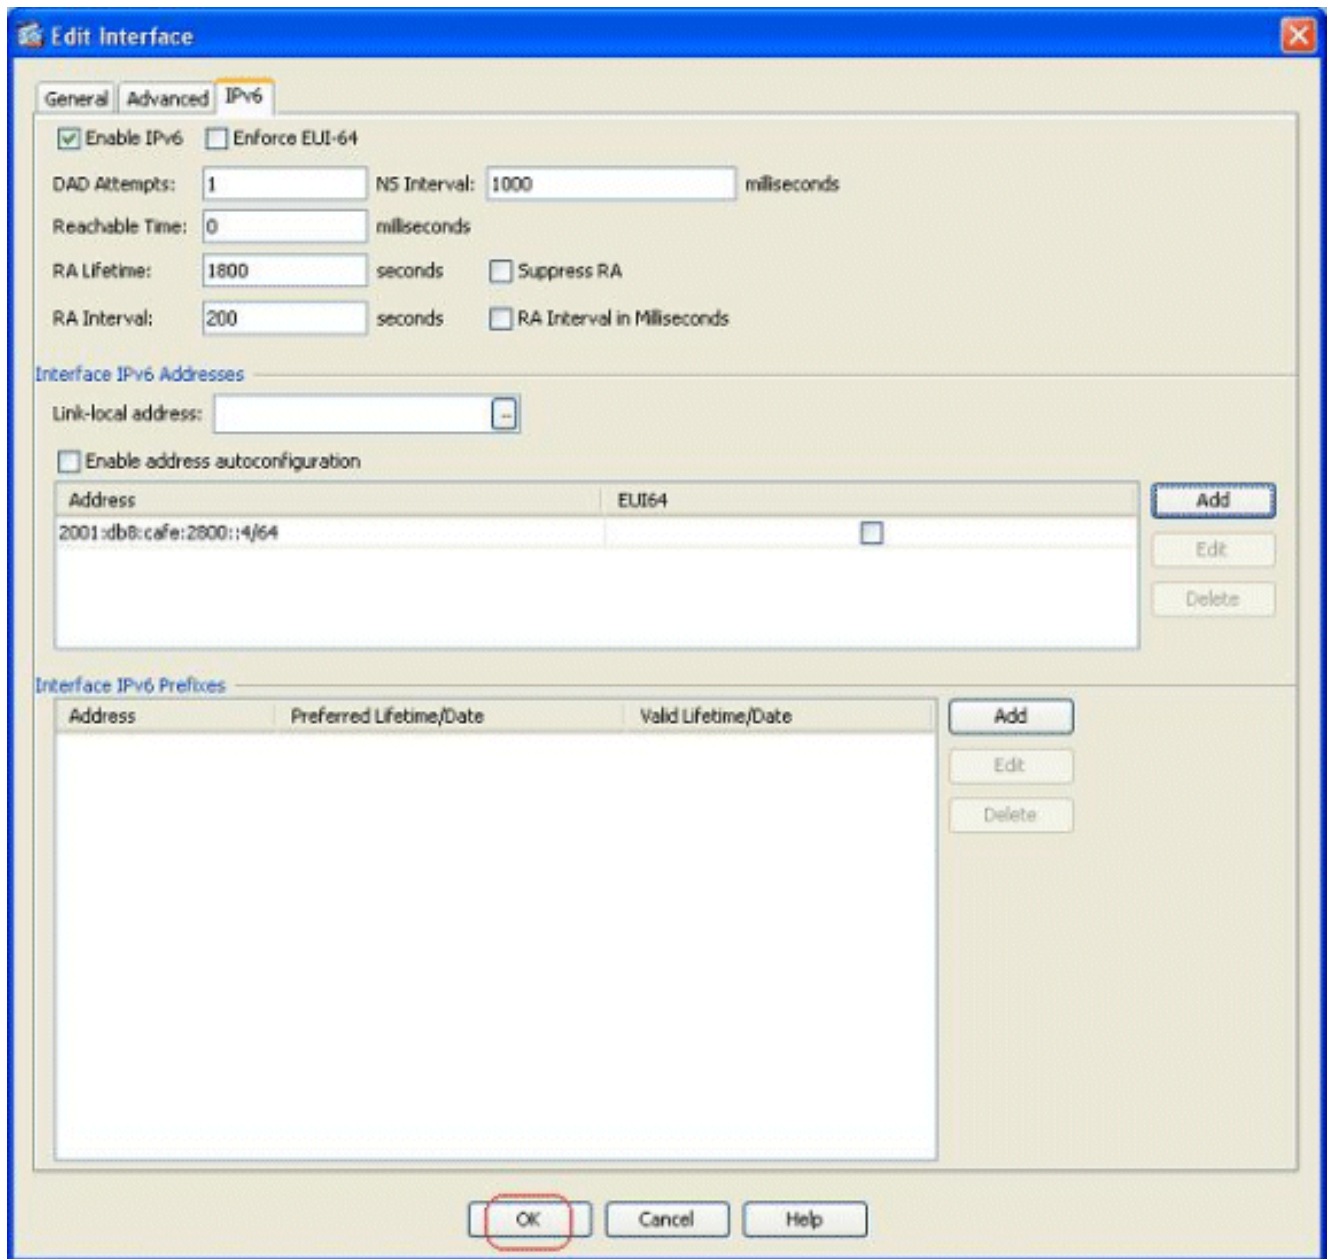 Edit Interface
General Advanced IPv6
Enable IPv6 Enforce EUI-64
DAD Attempts: 1 NS Interval: 1000 milliseconds
Reachable Time: 0 milliseconds
RA Lifetime: 1800 seconds Suppress RA
RA Interval: 200 seconds RA Interval in Milliseconds
Interface IPv6 Addresses
Link-local address: ...
Enable address autoconfiguration
Address EUI64 Add
2001:db8:cafe:2800::4/64
Edit
Delete
Interface IPv6 Prefixes
Address Preferred Lifetime/Date Valid Lifetime/Date Add
Edit
Delete
OK Cancel Help